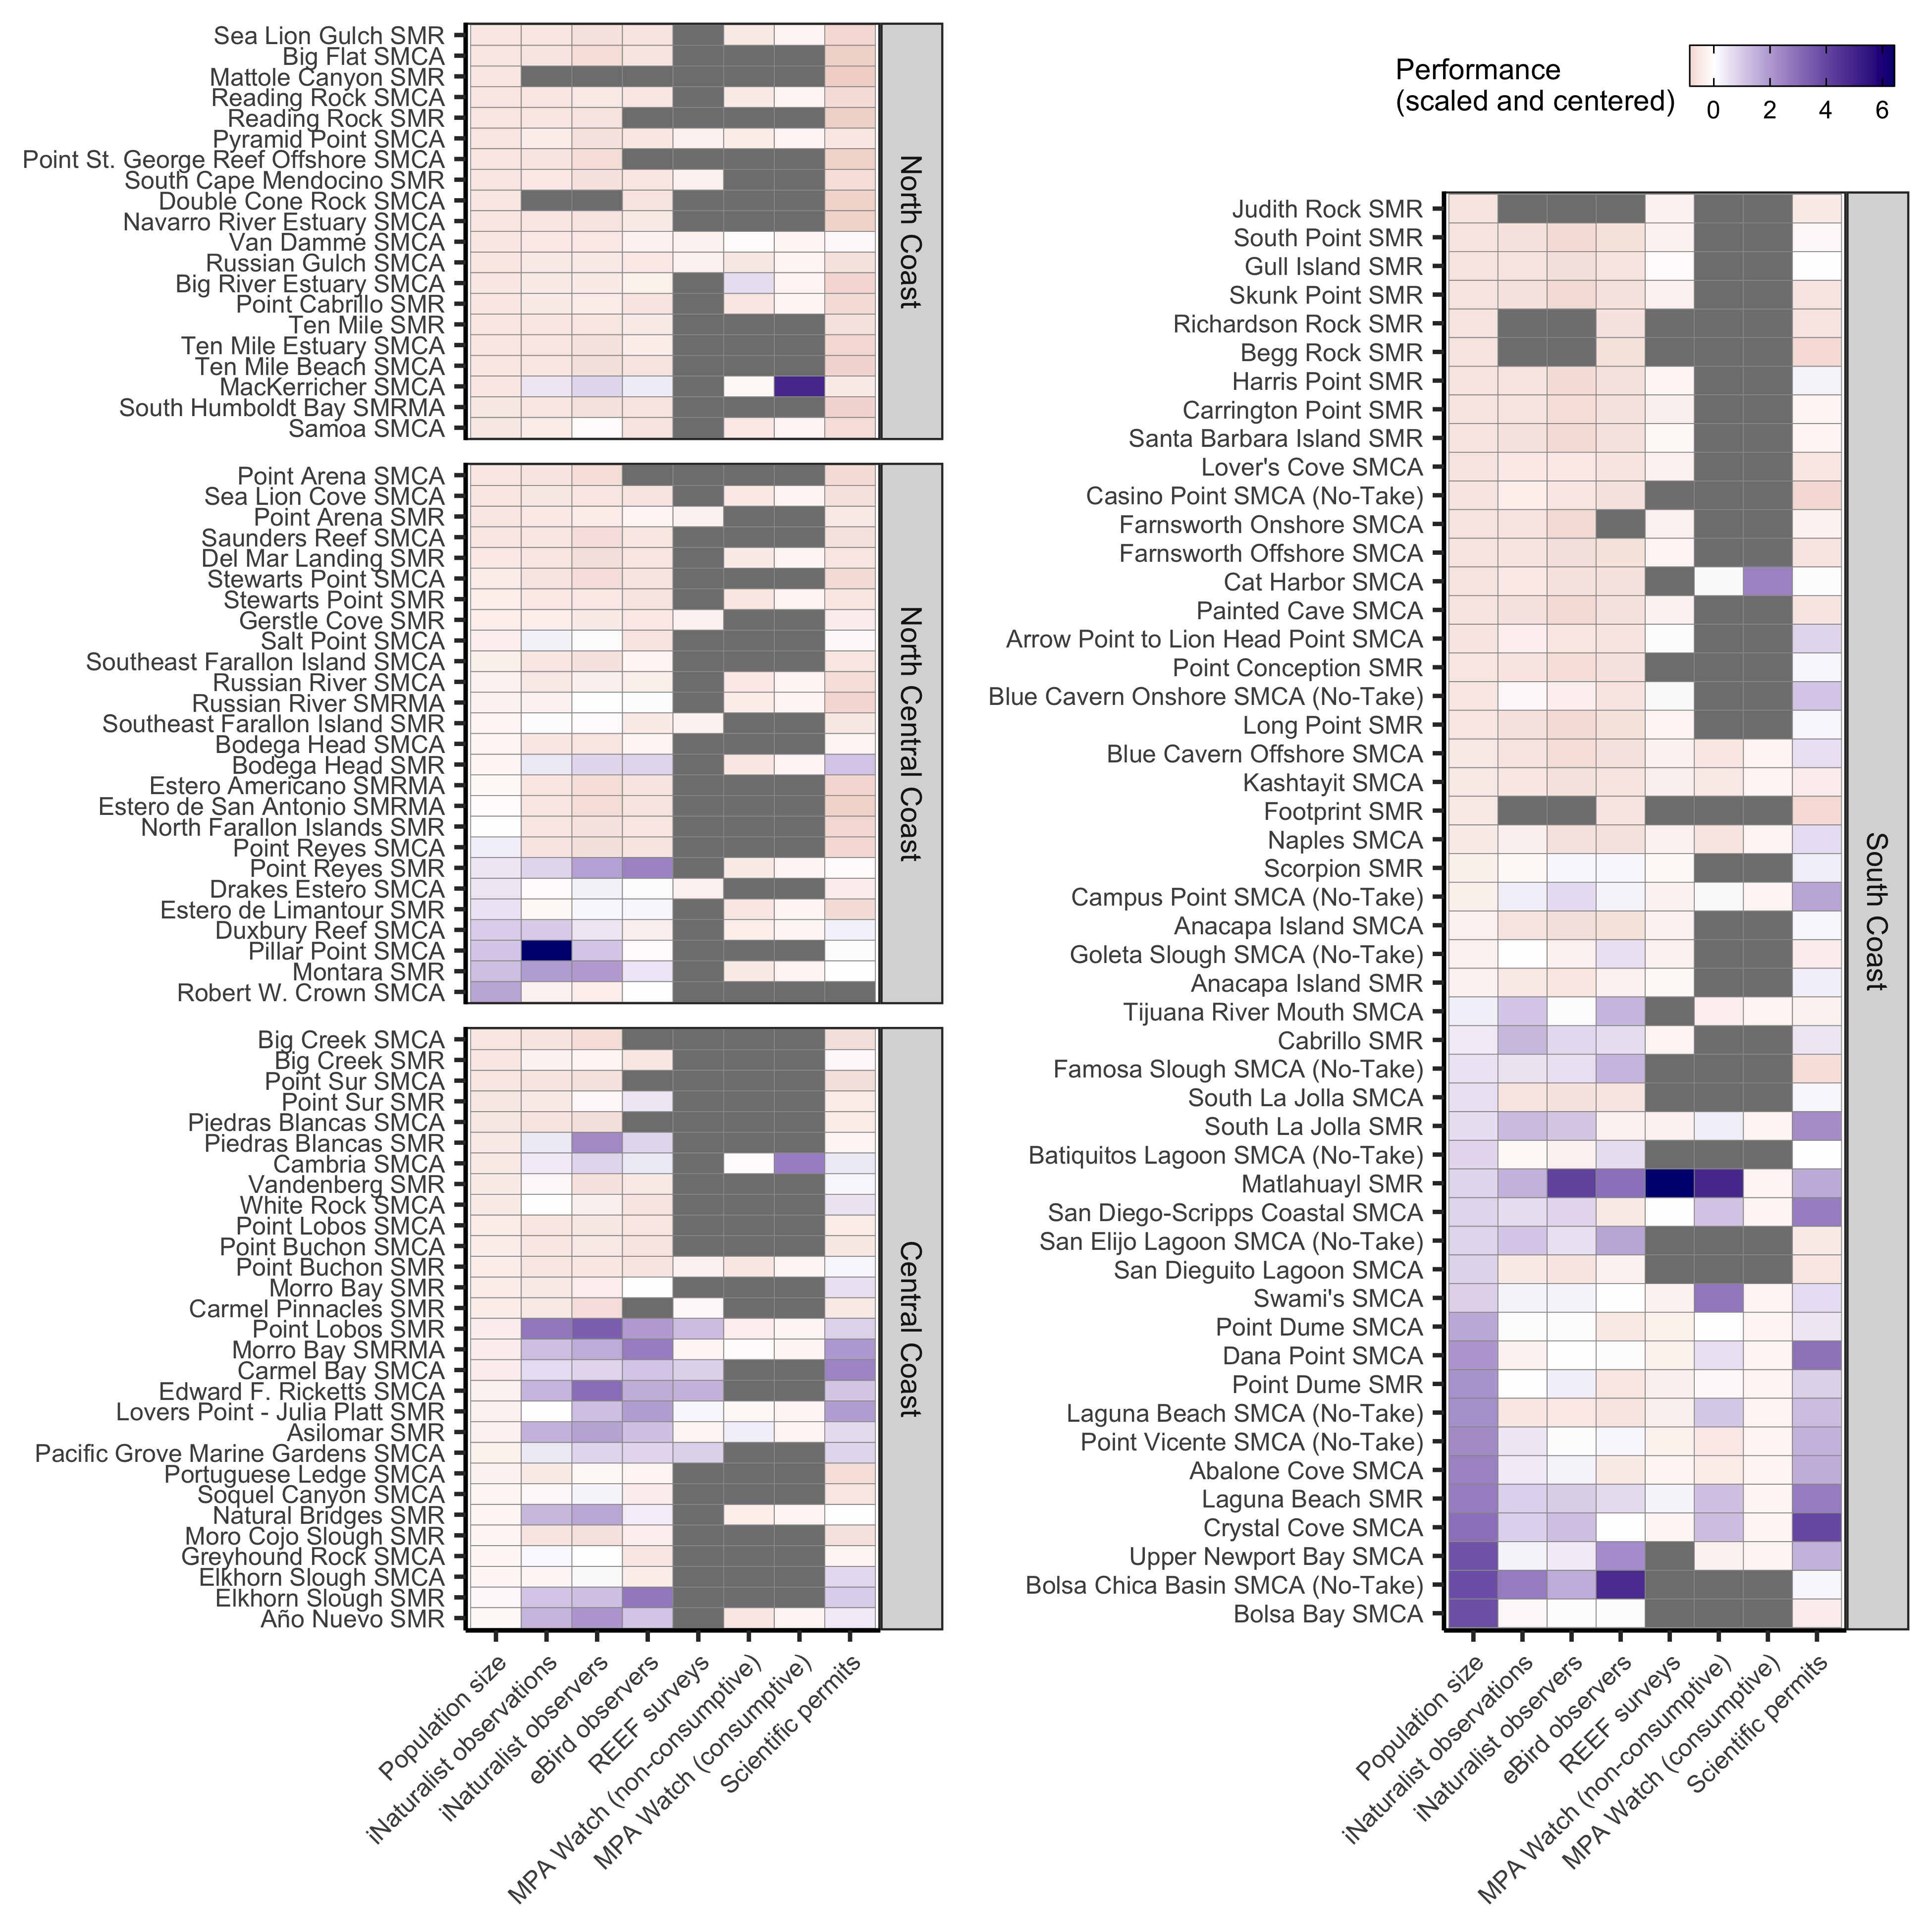 Sea Lion Gulch SMR
Big Flat SMCA
Mattole Canyon SMR
Reading Rock SMCA
Reading Rock SMR
Pyramid Point SMCA
Point St. George Reef Offshore SMCA
South Cape Mendocino SMR
Double Cone Rock SMCA
Navarro River Estuary SMCA
Van Damme SMCA
Russian Gulch SMCA
Big River Estuary SMCA
Point Cabrillo SMR
Ten Mile SMR
Ten Mile Estuary SMCA
Ten Mile Beach SMCA
MacKerricher SMCA
South Humboldt Bay SMRMA
Samoa SMCA
North Coast
Point Arena SMCA
Sea Lion Cove SMCA
Point Arena SMR
Saunders Reef SMCA
Del Mar Landing SMR
Stewarts Point SMCA
Stewarts Point SMR
Gerstle Cove SMR
Salt Point SMCA
Southeast Farallon Island SMCA
Russian River SMCA
Russian River SMRMA
Southeast Farallon Island SMR
Bodega Head SMCA
Bodega Head SMR
Estero Americano SMRMA
Estero de San Antonio SMRMA
North Farallon Islands SMR
Point Reyes SMCA
Point Reyes SMR
Drakes Estero SMCA
Estero de Limantour SMR
Duxbury Reef SMCA
Pillar Point SMCA
Montara SMR
Robert W. Crown SMCA
North Central Coast
Big Creek SMCA
Big Creek SMR
Point Sur SMCA
Point Sur SMR
Piedras Blancas SMCA
Piedras Blancas SMR
Cambria SMCA
Vandenberg SMR
White Rock SMCA
Point Lobos SMCA
Point Buchon SMCA
Point Buchon SMR
Morro Bay SMR
Carmel Pinnacles SMR
Point Lobos SMR
Morro Bay SMRMA
Carmel Bay SMCA
Edward F. Ricketts SMCA
Lovers Point - Julia Platt SMR
Asilomar SMR
Pacific Grove Marine Gardens SMCA
Portuguese Ledge SMCA
Soquel Canyon SMCA
Natural Bridges SMR
Moro Cojo Slough SMR
Greyhound Rock SMCA
Elkhorn Slough SMCA
Elkhorn Slough SMR
Año Nuevo SMR
Central Coast
Population size
iNaturalist observations
iNaturalist observers
eBird observers
REEF surveys
MPA Watch (non-consumptive)
MPA Watch (consumptive)
Scientific permits
Performance
(scaled and centered)
0 2 4 6
Judith Rock SMR
South Point SMR
Gull Island SMR
Skunk Point SMR
Richardson Rock SMR
Begg Rock SMR
Harris Point SMR
Carrington Point SMR
Santa Barbara Island SMR
Lover's Cove SMCA
Casino Point SMCA (No-Take)
Farnsworth Onshore SMCA
Farnsworth Offshore SMCA
Cat Harbor SMCA
Painted Cave SMCA
Arrow Point to Lion Head Point SMCA
Point Conception SMR
Blue Cavern Onshore SMCA (No-Take)
Long Point SMR
Blue Cavern Offshore SMCA
Kashtayit SMCA
Footprint SMR
Naples SMCA
Scorpion SMR
Campus Point SMCA (No-Take)
Anacapa Island SMCA
Goleta Slough SMCA (No-Take)
Anacapa Island SMR
Tijuana River Mouth SMCA
Cabrillo SMR
Famosa Slough SMCA (No-Take)
South La Jolla SMCA
South La Jolla SMR
Batiquitos Lagoon SMCA (No-Take)
Matlahuayl SMR
San Diego-Scripps Coastal SMCA
San Elijo Lagoon SMCA (No-Take)
San Dieguito Lagoon SMCA
Swami's SMCA
Point Dume SMCA
Dana Point SMCA
Point Dume SMR
Laguna Beach SMCA (No-Take)
Point Vicente SMCA (No-Take)
Abalone Cove SMCA
Laguna Beach SMR
Crystal Cove SMCA
Upper Newport Bay SMCA
Bolsa Chica Basin SMCA (No-Take)
Bolsa Bay SMCA
South Coast
Population size
iNaturalist observations
iNaturalist observers
eBird observers
REEF surveys
MPA Watch (non-consumptive)
MPA Watch (consumptive)
Scientific permits